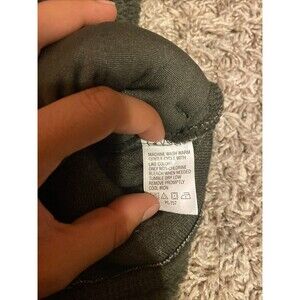 MACHINE WASH WARM
GENTLE CYCLE WITH
LIKE COLORS
ONLY NON-CHLORINE
BLEACH WHEN NEEDED
TUMBLE DRY LOW
REMOVE PROMPTLY
COOL IRON